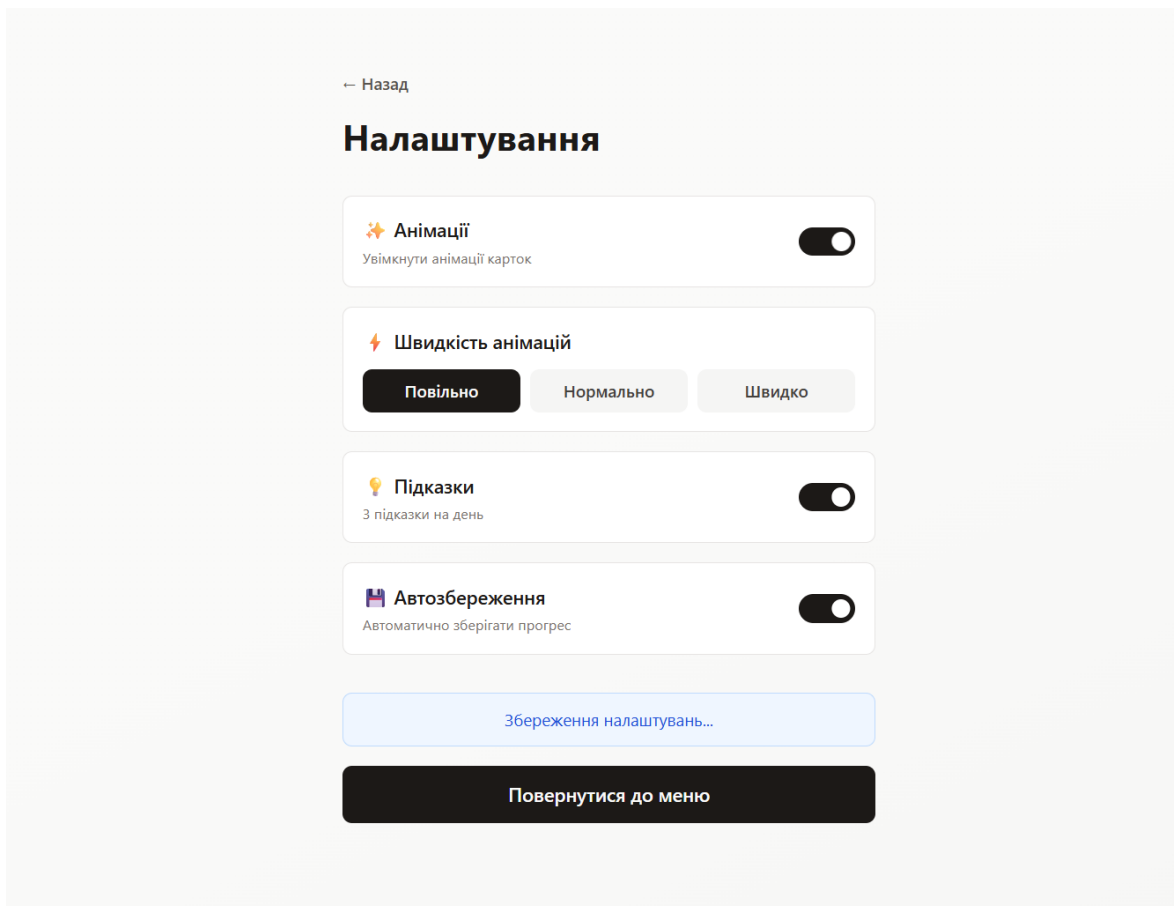 ← Назад
Налаштування
✨ Анімації
Увімкнути анімації карток
⚡ Швидкість анімацій
Повільно Нормально Швидко
💡 Підказки
3 підказки на день
💾 Автозбереження
Автоматично зберігати прогрес
Збереження налаштувань...
Повернутися до меню